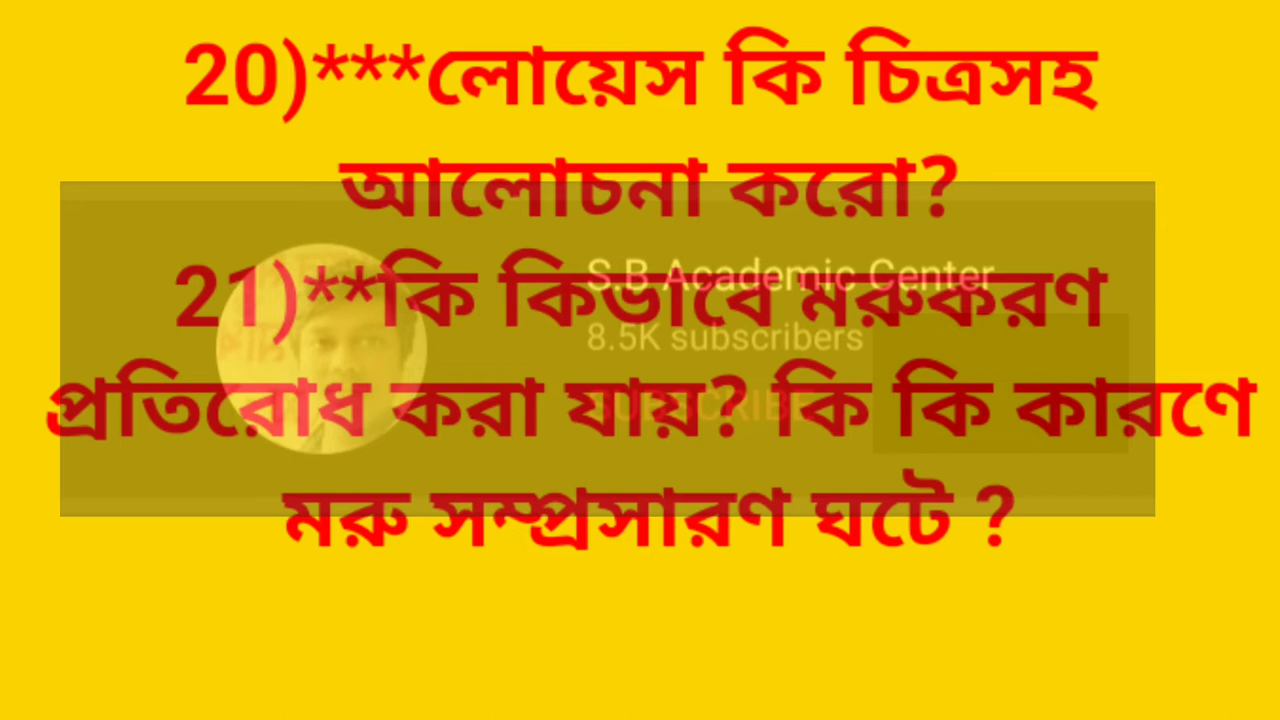 20)***লোয়েস কি চিত্রসহ
আলোচনা করো?
21)**কি কিভাবে মরুকরণ
প্রতিরোধ করা যায়? কি কি কারণে
মরু সম্প্রসারণ ঘটে ?
S.B Academic Center
8.5K subscribers
SUBSCRIBE